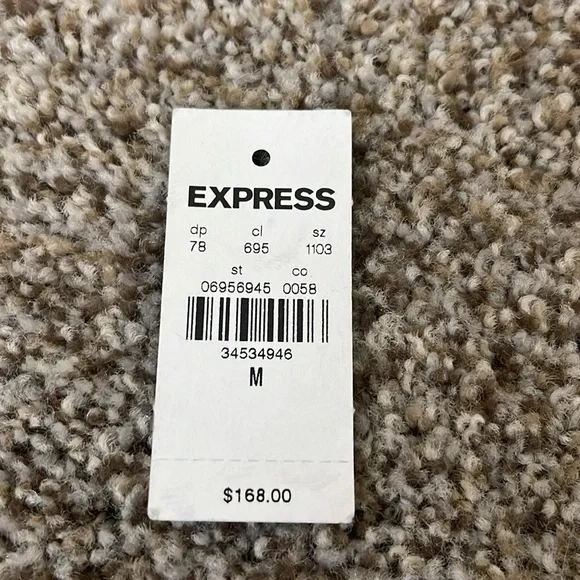 EXPRESS
dp cl sz
78 695 1103
st co
06956945 0058
34534946
M
$168.00